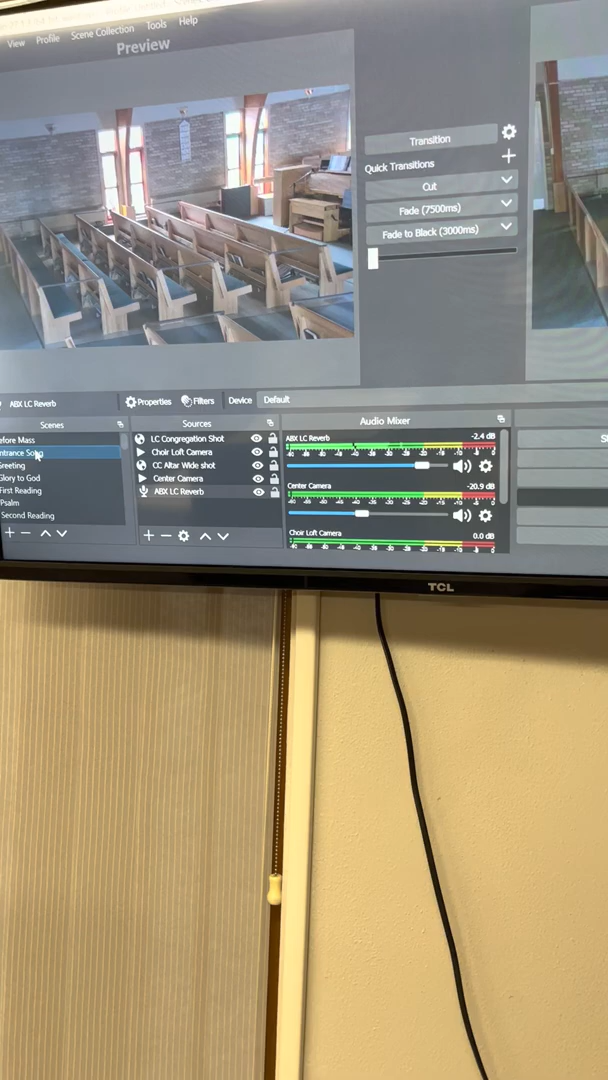 View Profile Scene Collection Tools Help
Preview
Transition
Quick Transitions
Cut
Fade (7500ms)
Fade to Black (3000ms)
ABX LC Reverb
Properties
Filters
Device
Default
Scenes
Sources
Audio Mixer
efore Mass
ntrance Song
Greeting
Glory to God
First Reading
Psalm
Second Reading
LC Congregation Shot
Choir Loft Camera
CC Altar Wide shot
Center Camera
ABX LC Reverb
ABX LC Reverb -2.4 dB
Center Camera -20.9 dB
Choir Loft Camera 0.0 dB
TCL